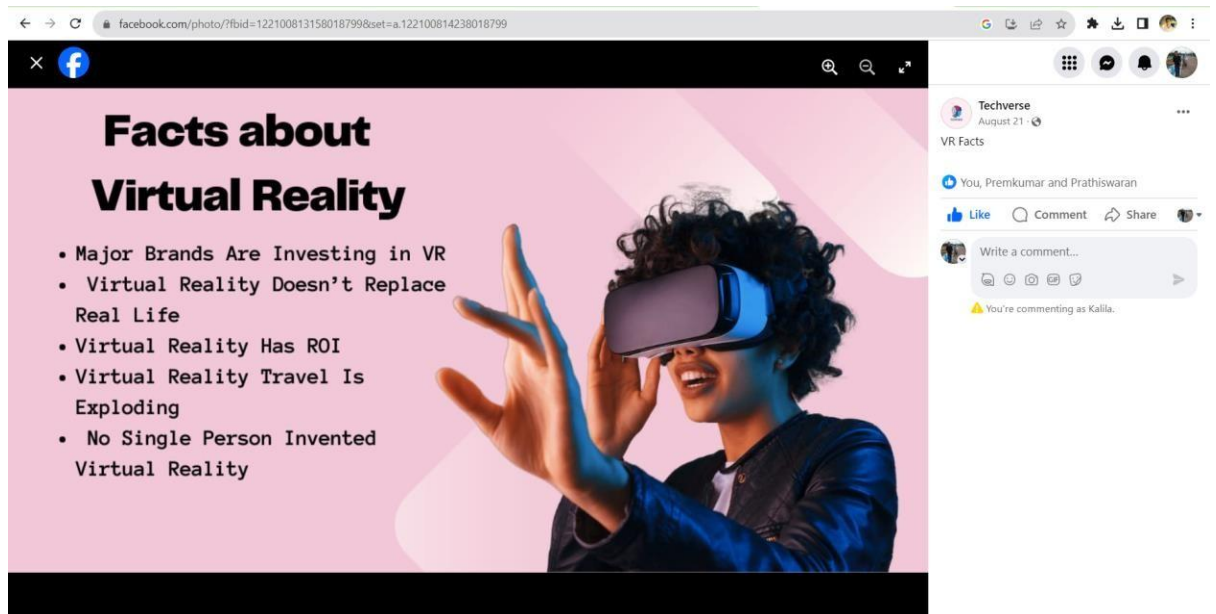 facebook.com/photo/?fbid=122100813158018799&set=a.122100814238018799
Facts about
Virtual Reality
• Major Brands Are Investing in VR
• Virtual Reality Doesn’t Replace
Real Life
• Virtual Reality Has ROI
• Virtual Reality Travel Is
Exploding
• No Single Person Invented
Virtual Reality
Techverse
August 21
VR Facts
You, Premkumar and Prathiswaran
Like Comment Share
Write a comment...
GIF
You're commenting as Kalila.